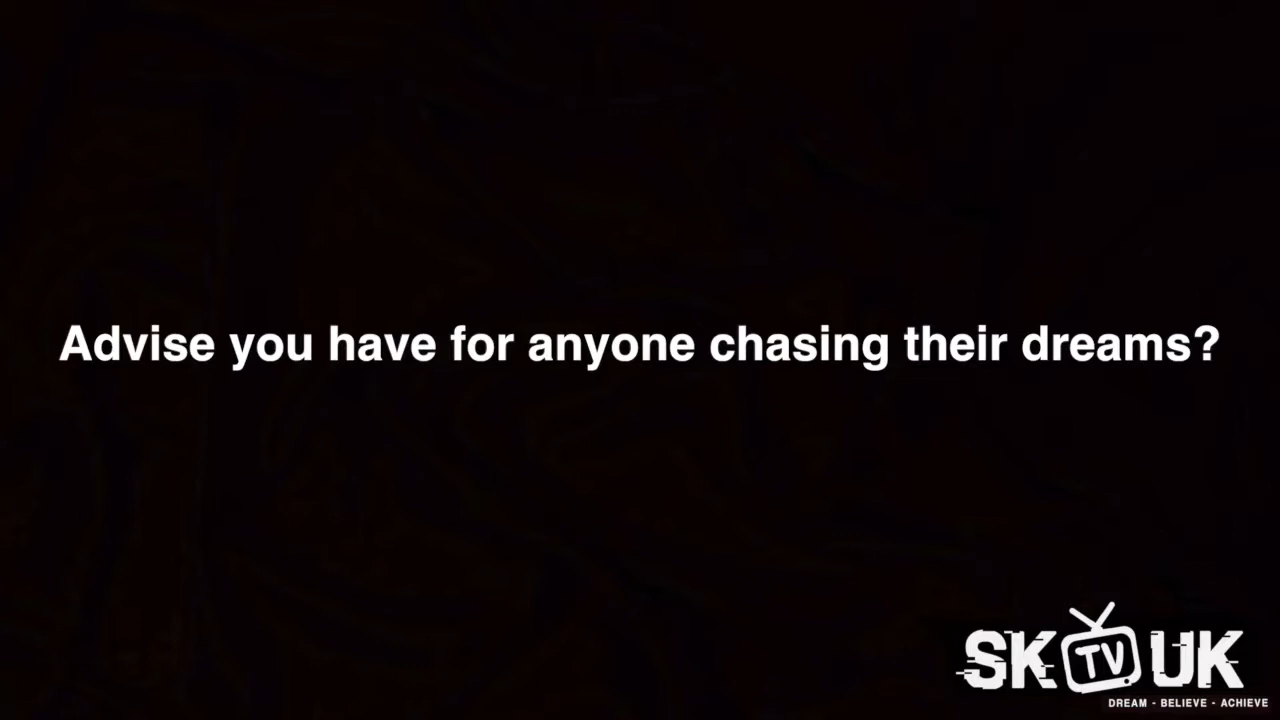 Advise you have for anyone chasing their dreams?
SK TV UK
DREAM - BELIEVE - ACHIEVE